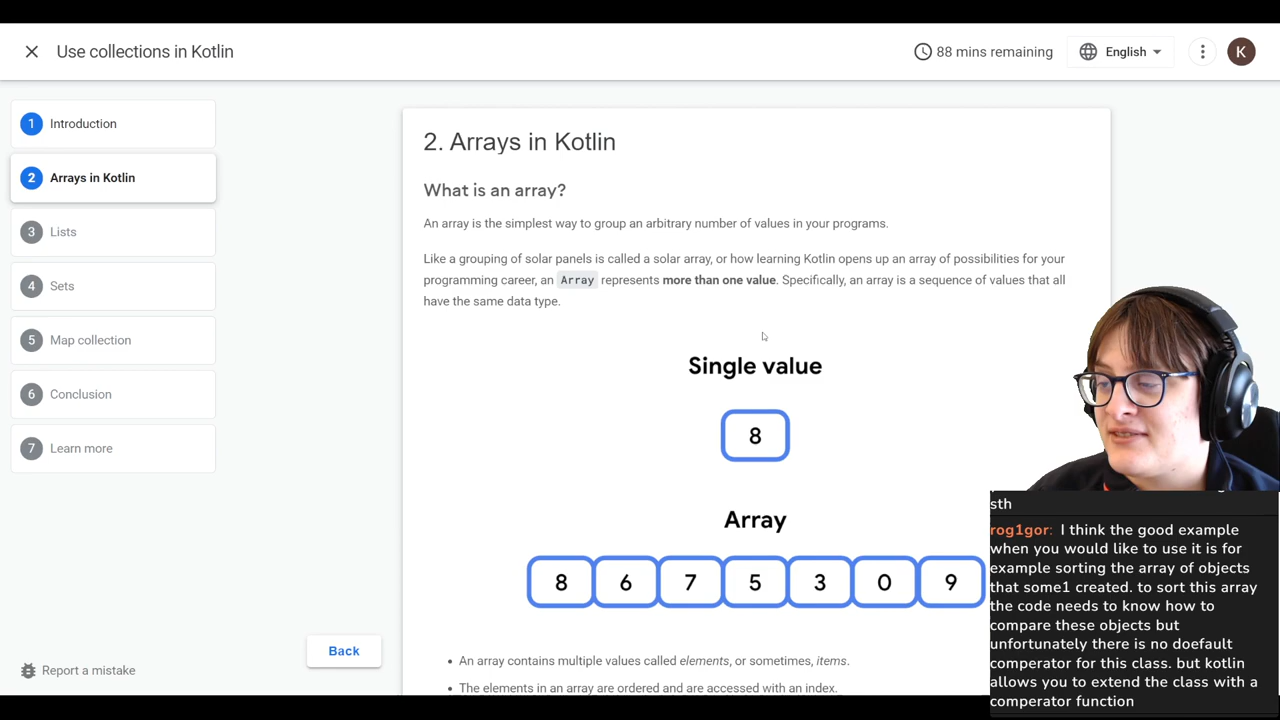 Use collections in Kotlin
88 mins remaining
English
K
1 Introduction
2 Arrays in Kotlin
3 Lists
4 Sets
5 Map collection
6 Conclusion
7 Learn more
Report a mistake
2. Arrays in Kotlin
What is an array?
An array is the simplest way to group an arbitrary number of values in your programs.
Like a grouping of solar panels is called a solar array, or how learning Kotlin opens up an array of possibilities for your
programming career, an Array represents more than one value. Specifically, an array is a sequence of values that all
have the same data type.
Single value
8
Array
8 6 7 5 3 0 9
Back
• An array contains multiple values called elements, or sometimes, items.
• The elements in an array are ordered and are accessed with an index.
sth
rog1gor: I think the good example
when you would like to use it is for
example sorting the array of objects
that some1 created. to sort this array
the code needs to know how to
compare these objects but
unfortunately there is no doefault
comperator for this class. but kotlin
allows you to extend the class with a
comperator function